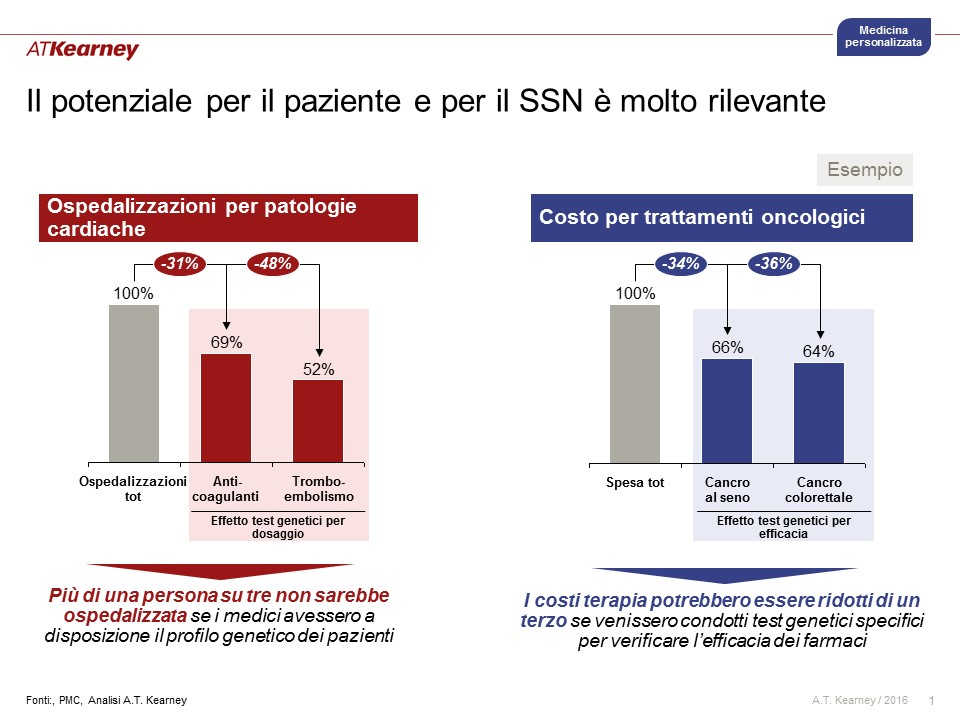 Medicina
personalizzata
ATKearney
Il potenziale per il paziente e per il SSN è molto rilevante
Esempio
Ospedalizzazioni per patologie
cardiache
-31%
-48%
100%
69%
52%
Ospedalizzazioni
tot
Anti-
coagulanti
Trombo-
embolismo
Effetto test genetici per
dosaggio
Più di una persona su tre non sarebbe
ospedalizzata se i medici avessero a
disposizione il profilo genetico dei pazienti
Costo per trattamenti oncologici
-34%
-36%
100%
66%
64%
Spesa tot
Cancro
al seno
Cancro
colorettale
Effetto test genetici per
efficacia
I costi terapia potrebbero essere ridotti di un
terzo se venissero condotti test genetici specifici
per verificare l’efficacia dei farmaci
Fonti:, PMC, Analisi A.T. Kearney
A.T. Kearney / 2016
1